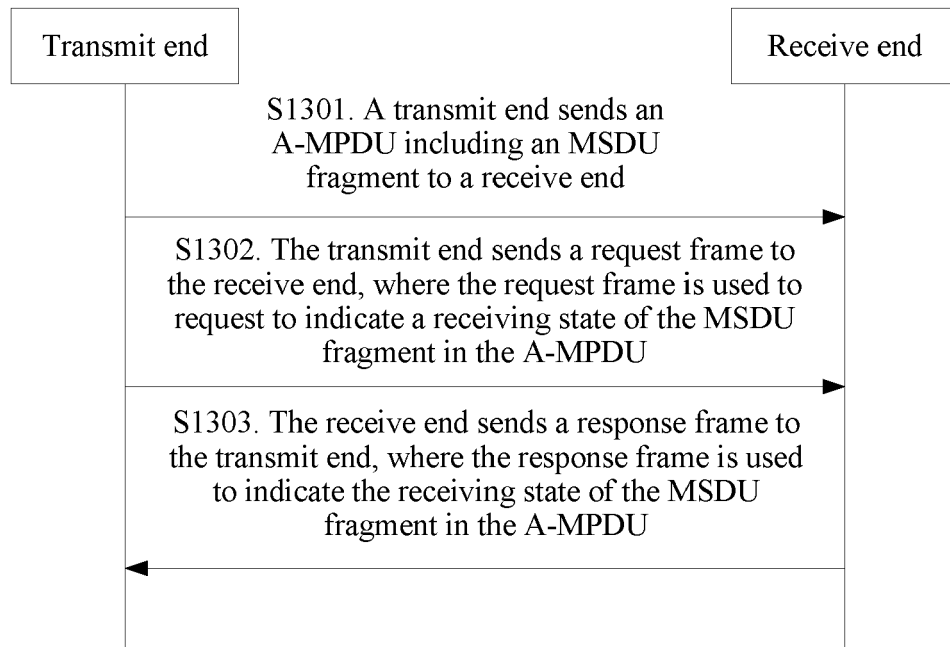 Transmit end
Receive end
S1301. A transmit end sends an
A-MPDU including an MSDU
fragment to a receive end
S1302. The transmit end sends a request frame to
the receive end, where the request frame is used to
request to indicate a receiving state of the MSDU
fragment in the A-MPDU
S1303. The receive end sends a response frame to
the transmit end, where the response frame is used
to indicate the receiving state of the MSDU
fragment in the A-MPDU